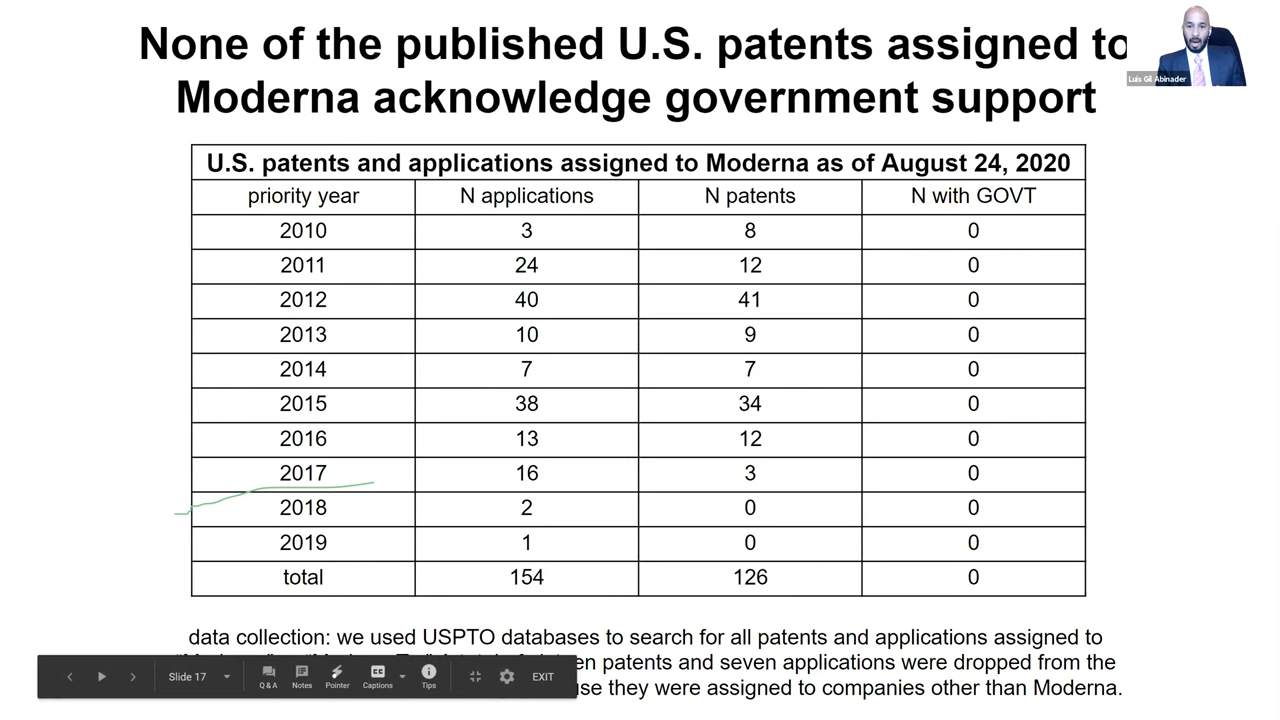 None of the published U.S. patents assigned to
Moderna acknowledge government support
Luis Gil Abinader
U.S. patents and applications assigned to Moderna as of August 24, 2020
priority year N applications N patents N with GOVT
2010 3 8 0
2011 24 12 0
2012 40 41 0
2013 10 9 0
2014 7 7 0
2015 38 34 0
2016 13 12 0
2017 16 3 0
2018 2 0 0
2019 1 0 0
total 154 126 0
data collection: we used USPTO databases to search for all patents and applications assigned to
patents and seven applications were dropped from the
they were assigned to companies other than Moderna.
Slide 17 Q & A Notes Pointer Captions Tips EXIT